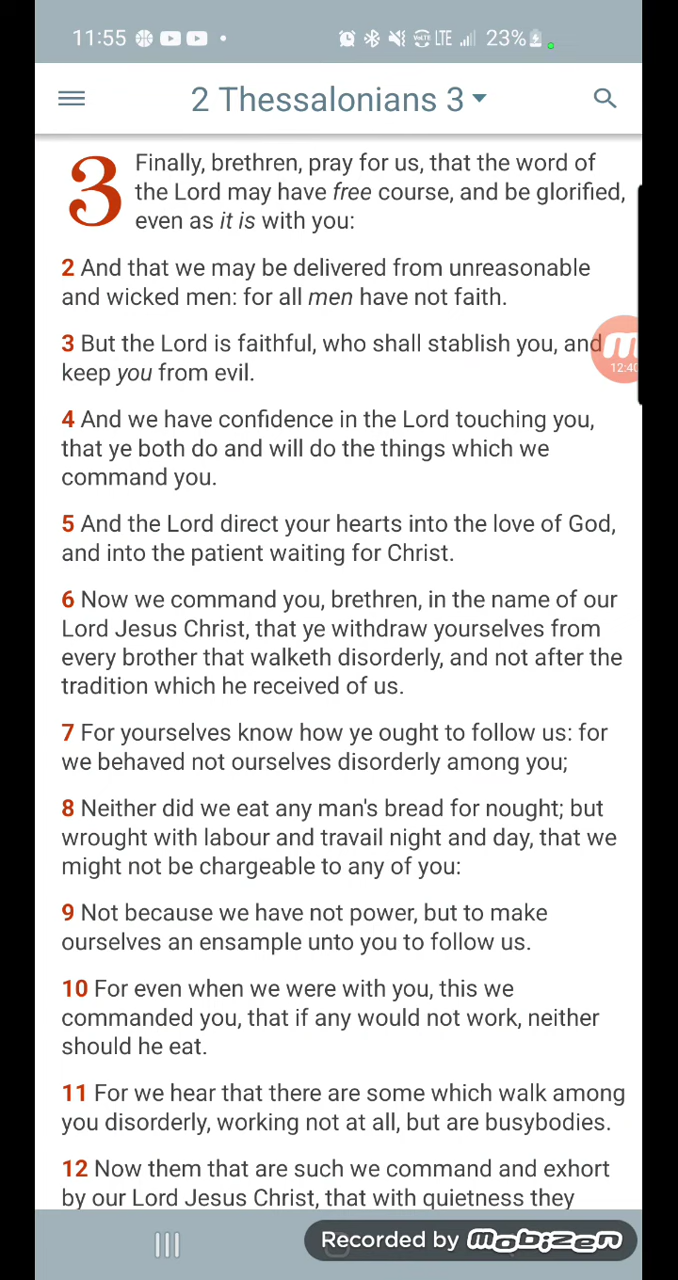 11:55 LTE 23%
2 Thessalonians 3
3 Finally, brethren, pray for us, that the word of
the Lord may have free course, and be glorified,
even as it is with you:
2 And that we may be delivered from unreasonable
and wicked men: for all men have not faith.
3 But the Lord is faithful, who shall stablish you, and
keep you from evil.
12:40
4 And we have confidence in the Lord touching you,
that ye both do and will do the things which we
command you.
5 And the Lord direct your hearts into the love of God,
and into the patient waiting for Christ.
6 Now we command you, brethren, in the name of our
Lord Jesus Christ, that ye withdraw yourselves from
every brother that walketh disorderly, and not after the
tradition which he received of us.
7 For yourselves know how ye ought to follow us: for
we behaved not ourselves disorderly among you;
8 Neither did we eat any man's bread for nought; but
wrought with labour and travail night and day, that we
might not be chargeable to any of you:
9 Not because we have not power, but to make
ourselves an ensample unto you to follow us.
10 For even when we were with you, this we
commanded you, that if any would not work, neither
should he eat.
11 For we hear that there are some which walk among
you disorderly, working not at all, but are busybodies.
12 Now them that are such we command and exhort
by our Lord Jesus Christ, that with quietness they
Recorded by mobizen